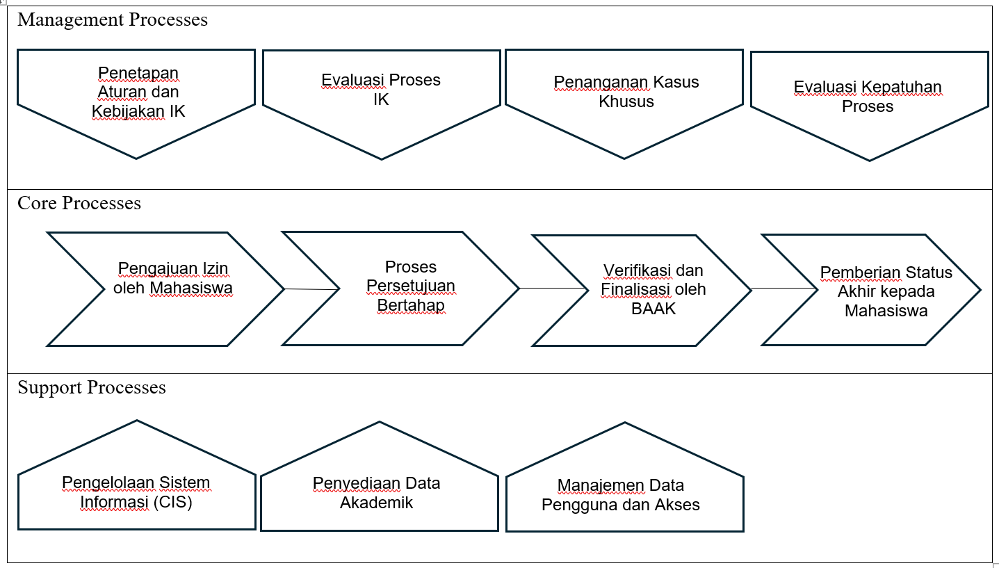 Management Processes
Penetapan
Aturan dan
Kebijakan IK
Evaluasi Proses
IK
Penanganan Kasus
Khusus
Evaluasi Kepatuhan
Proses
Core Processes
Pengajuan Izin
oleh Mahasiswa
Proses
Persetujuan
Bertahap
Verifikasi dan
Finalisasi oleh
BAAK
Pemberian Status
Akhir kepada
Mahasiswa
Support Processes
Pengelolaan Sistem
Informasi (CIS)
Penyediaan Data
Akademik
Manajemen Data
Pengguna dan Akses